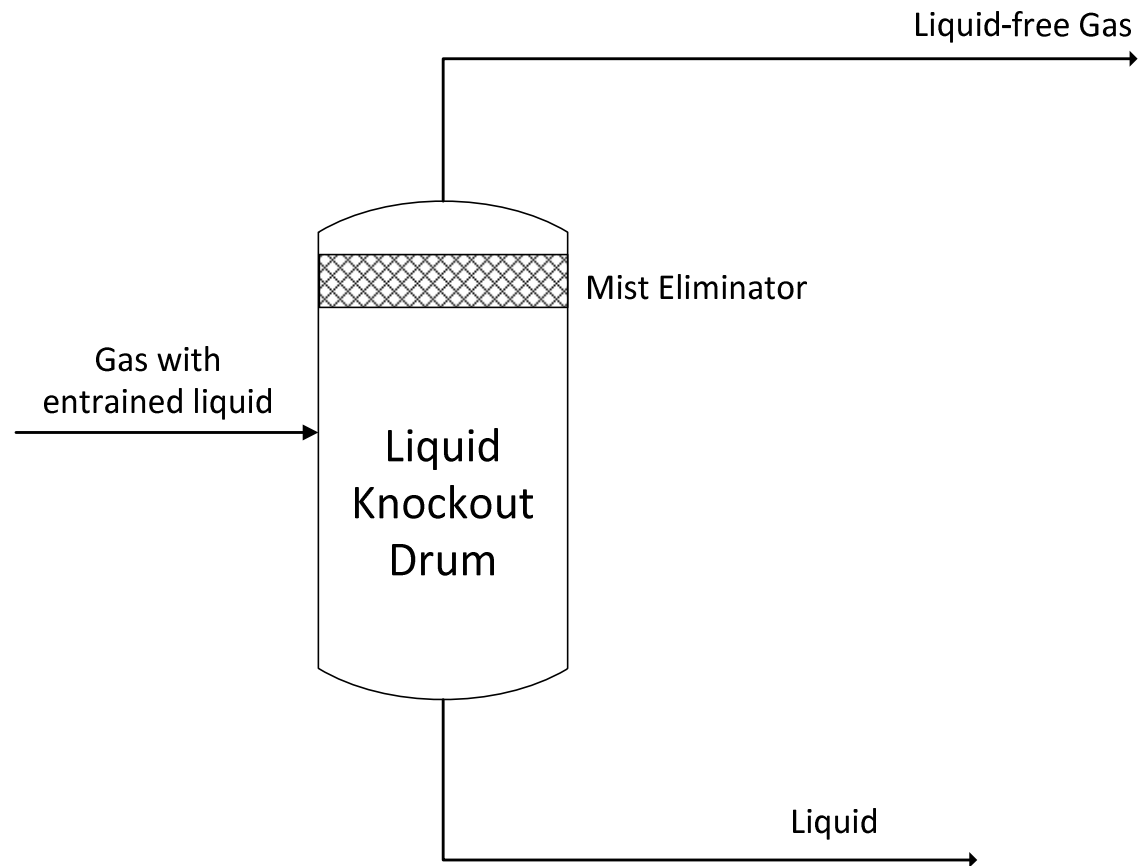 Liquid-free Gas
Mist Eliminator
Gas with
entrained liquid
Liquid
Knockout
Drum
Liquid